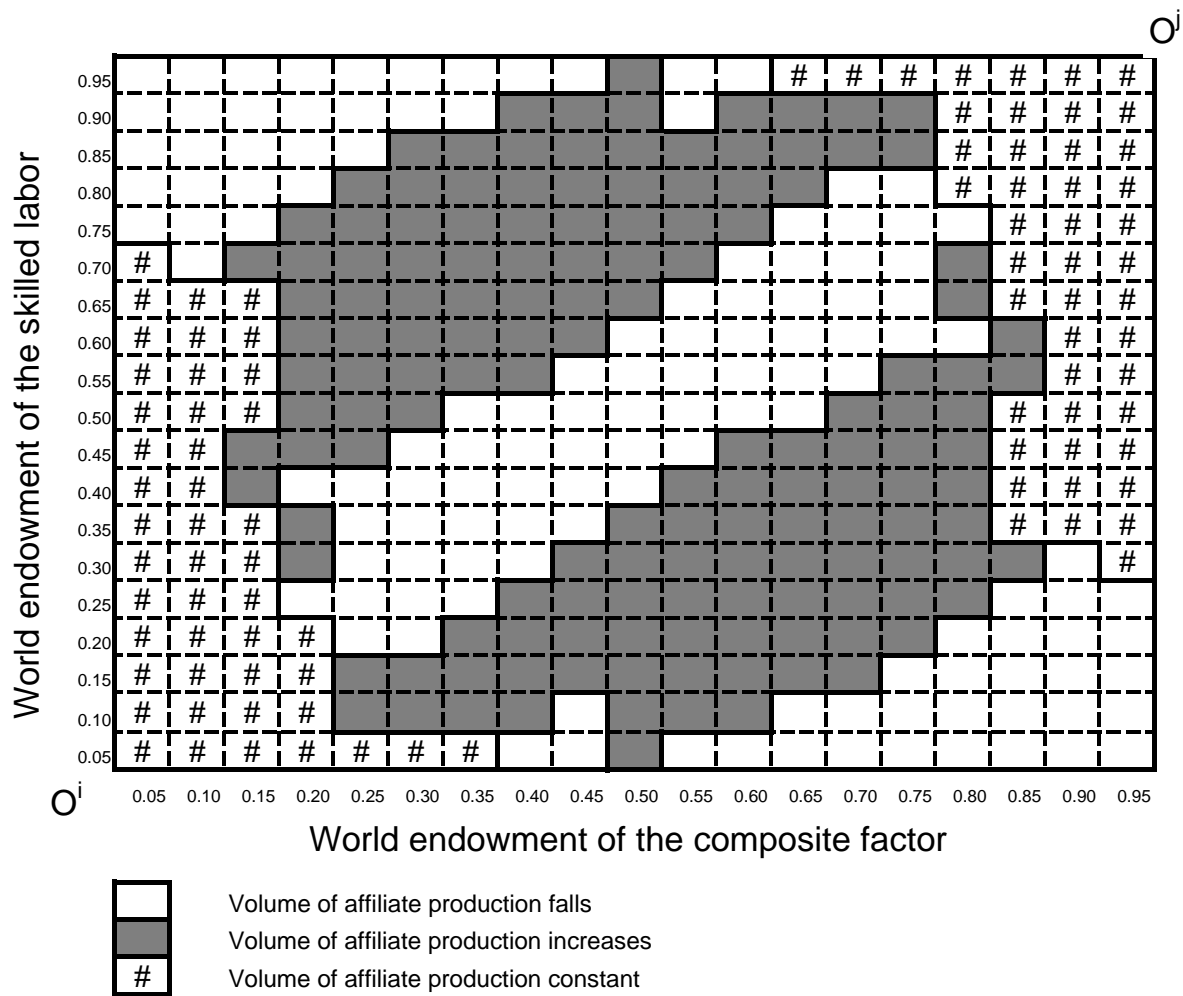 O^j
World endowment of the skilled labor
0.95 # # # # # # #
0.90 # # # #
0.85 # # # #
0.80 # # # #
0.75 # # #
0.70 # # # #
0.65 # # # # # #
0.60 # # # # #
0.55 # # # # #
0.50 # # # # # #
0.45 # # # # #
0.40 # # # # #
0.35 # # # # # #
0.30 # # # #
0.25 # # #
0.20 # # # #
0.15 # # # #
0.10 # # # #
0.05 # # # # # # #
O^i 0.05 0.10 0.15 0.20 0.25 0.30 0.35 0.40 0.45 0.50 0.55 0.60 0.65 0.70 0.75 0.80 0.85 0.90 0.95
World endowment of the composite factor
Volume of affiliate production falls
Volume of affiliate production increases
# Volume of affiliate production constant